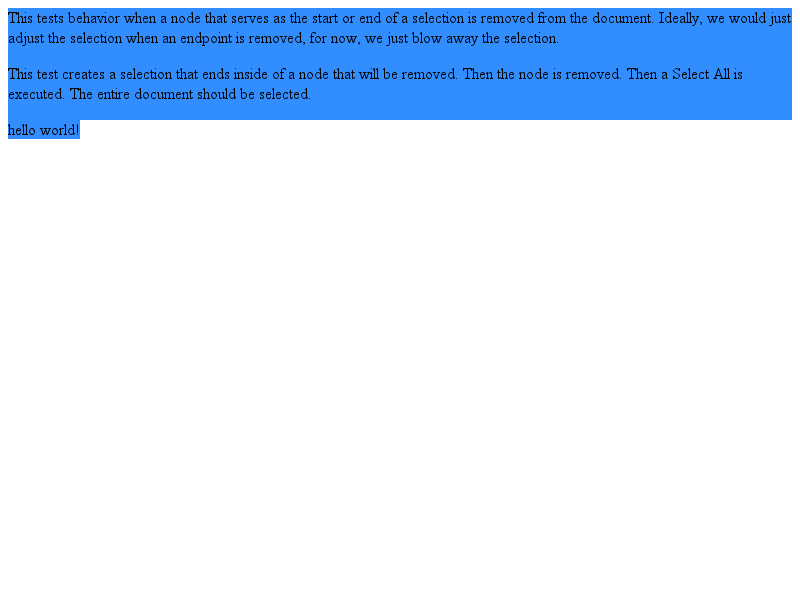 This tests behavior when a node that serves as the start or end of a selection is removed from the document. Ideally, we would just
adjust the selection when an endpoint is removed, for now, we just blow away the selection.
This test creates a selection that ends inside of a node that will be removed. Then the node is removed. Then a Select All is
executed. The entire document should be selected.
hello world!